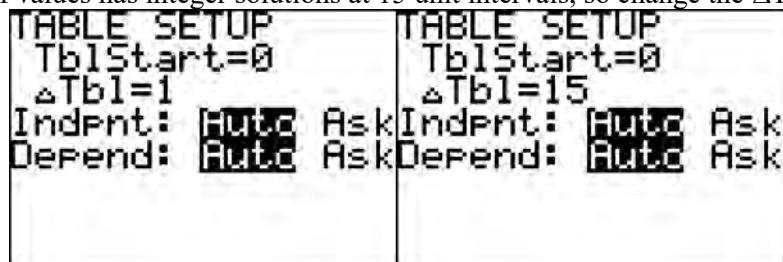 values has integer solutions at 15 unit intervals, so change the
TABLE SETUP
TblStart=0
△Tbl=1
Indpnt: Auto Ask
Depend: Auto Ask
TABLE SETUP
TblStart=0
△Tbl=15
Indpnt: Auto Ask
Depend: Auto Ask